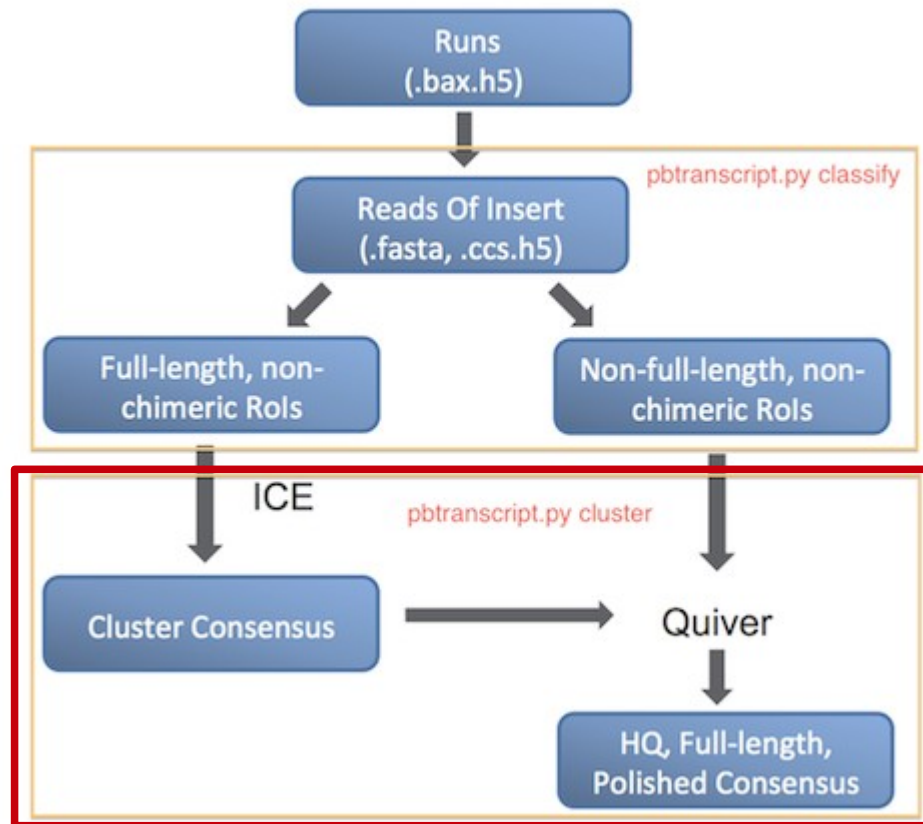 Runs
(.bax.h5)
pbtranscript.py classify
Reads Of Insert
(.fasta, .ccs.h5)
Full-length, non-
chimeric RoIs
Non-full-length, non-
chimeric RoIs
ICE
pbtranscript.py cluster
Cluster Consensus
Quiver
HQ, Full-length,
Polished Consensus